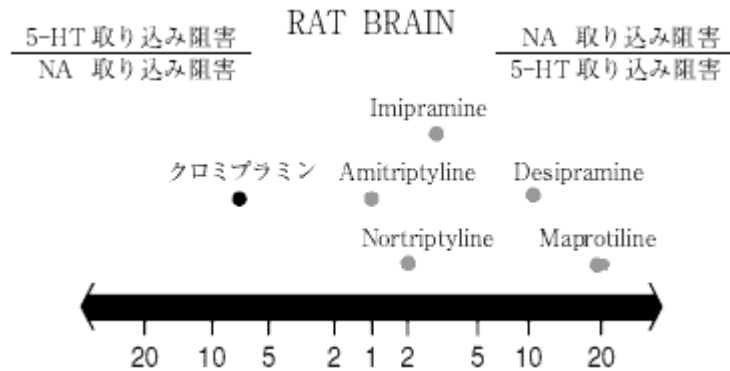 RAT BRAIN
5-HT 取り込み阻害
NA 取り込み阻害
NA 取り込み阻害
5-HT 取り込み阻害
Imipramine
クロミプラミン Amitriptyline Desipramine
Nortriptyline Maprotiline
20 10 5 2 1 2 5 10 20